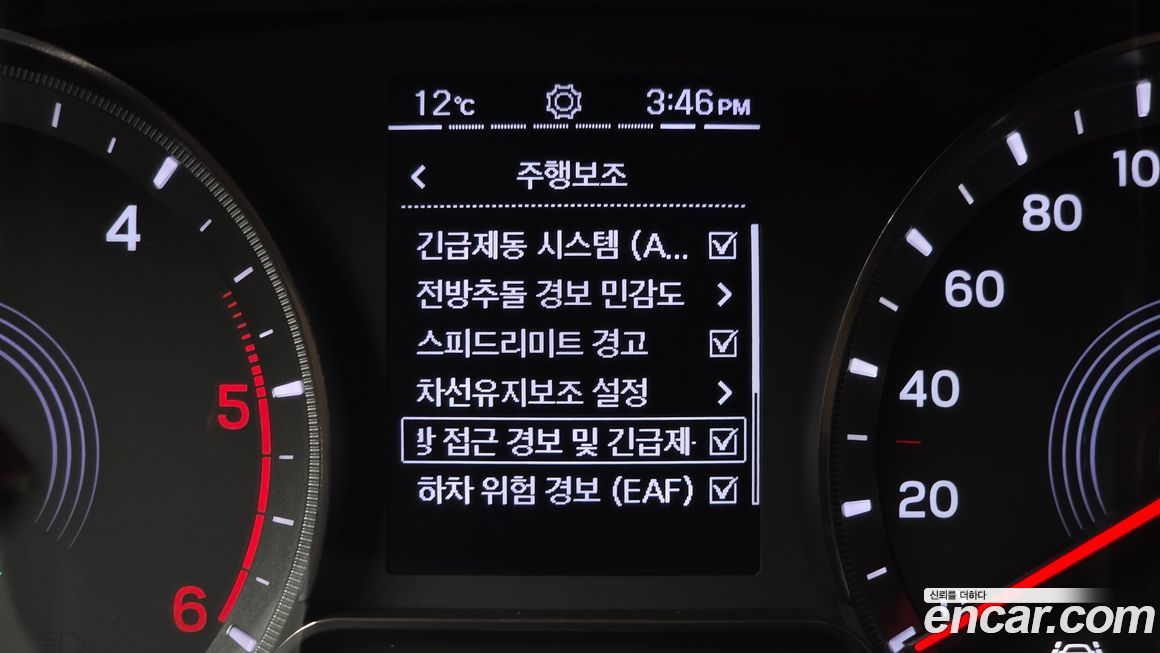 12℃
3:46 PM
주행보조
긴급제동 시스템 (A...
전방추돌 경보 민감도
스피드리미트 경고
차선유지보조 설정
접근 경보 및 긴급제
하차 위험 경보 (EAF)
4
5
6
100
80
60
40
20
신뢰를 더하다
encar.com